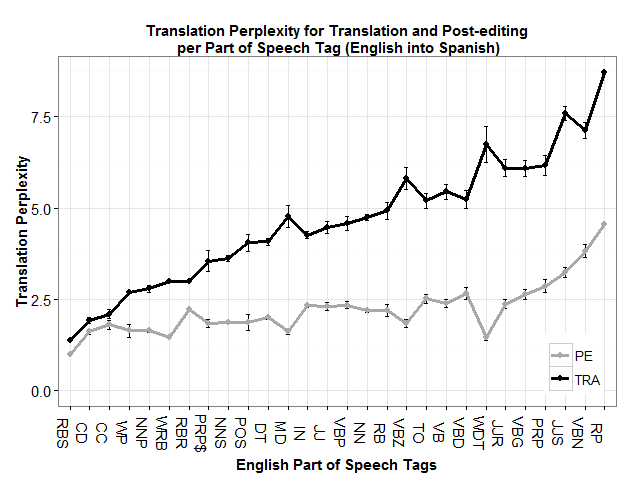 Translation Perplexity for Translation and Post-editing
per Part of Speech Tag (English into Spanish)
Translation Perplexity
7.5
5.0
2.5
0.0
PE
TRA
RBS
CD
CC
WP
NNP
WRB
RBR
PRP$
NNS
POS
DT
MD
IN
JJ
VBP
NN
RB
VBZ
TO
VB
VBD
WDT
JJR
VBG
PRP
JJS
VBN
RP
English Part of Speech Tags